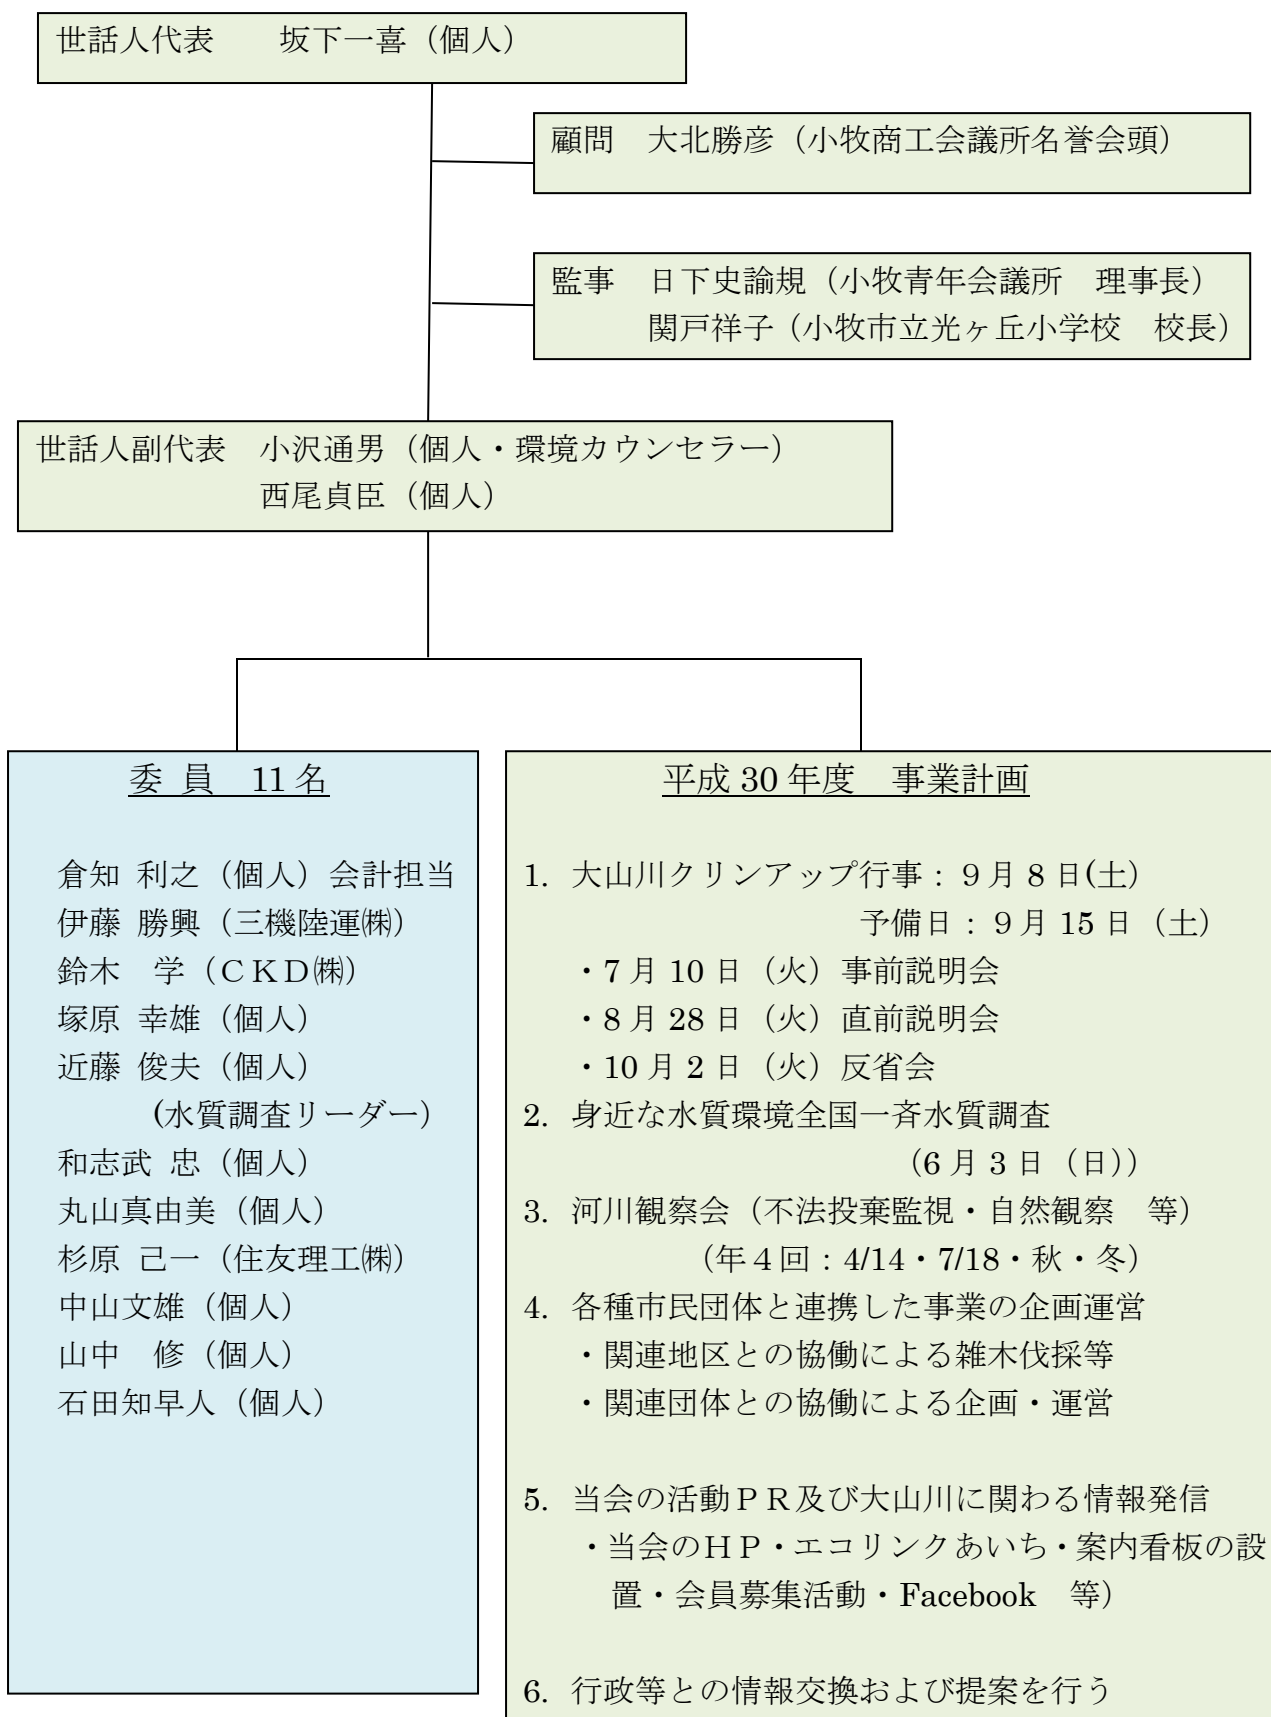 世話人代表　　坂下一喜（個人）
顧問　大北勝彦（小牧商工会議所名誉会頭）
監事　日下史諭規（小牧青年会議所　理事長）
関戸祥子（小牧市立光ヶ丘小学校　校長）
世話人副代表　小沢通男（個人・環境カウンセラー）
西尾貞臣（個人）
委 員　11 名
倉知 利之（個人）会計担当
伊藤 勝興（三機陸運㈱）
鈴木　学（ＣＫＤ㈱）
塚原 幸雄（個人）
近藤 俊夫（個人）
(水質調査リーダー）
和志武 忠（個人）
丸山真由美（個人）
杉原 己一（住友理工㈱）
中山文雄（個人）
山中　修（個人）
石田知早人（個人）
平成 30 年度　事業計画
1. 大山川クリンアップ行事：９月 8 日(土）
予備日：９月 15 日（土）
・7 月 10 日（火）事前説明会
・8 月 28 日（火）直前説明会
・10 月 2 日（火）反省会
2. 身近な水質環境全国一斉水質調査
（6 月 3 日（日））
3. 河川観察会（不法投棄監視・自然観察　等）
（年４回：4/14・7/18・秋・冬）
4. 各種市民団体と連携した事業の企画運営
・関連地区との協働による雑木伐採等
・関連団体との協働による企画・運営
5. 当会の活動ＰＲ及び大山川に関わる情報発信
・当会のＨＰ・エコリンクあいち・案内看板の設
置・会員募集活動・Facebook　等）
6. 行政等との情報交換および提案を行う